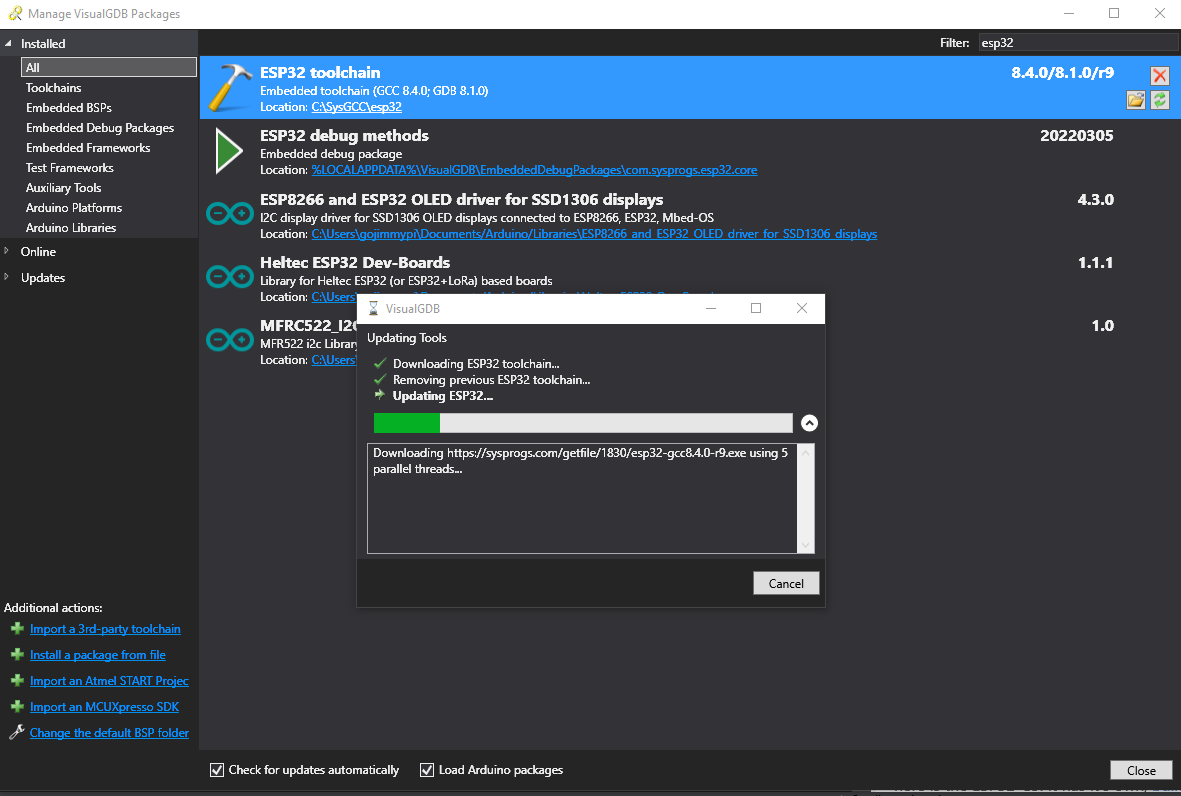 Manage VisualGDB Packages
Installed
All
Toolchains
Embedded BSPs
Embedded Debug Packages
Embedded Frameworks
Test Frameworks
Auxiliary Tools
Arduino Platforms
Arduino Libraries
Online
Updates
Additional actions:
Import a 3rd-party toolchain
Install a package from file
Import an Atmel START Projec
Import an MCUXpresso SDK
Change the default BSP folder
Filter: esp32
ESP32 toolchain 8.4.0/8.1.0/r9
Embedded toolchain (GCC 8.4.0; GDB 8.1.0)
Location: C:\SysGCC\esp32
ESP32 debug methods 20220305
Embedded debug package
Location: %LOCALAPPDATA%\VisualGDB\EmbeddedDebugPackages\com.sysprogs.esp32.core
ESP8266 and ESP32 OLED driver for SSD1306 displays 4.3.0
I2C display driver for SSD1306 OLED displays connected to ESP8266, ESP32, Mbed-OS
Location: C:\Users\gojimmypi\Documents/Arduino/Libraries\ESP8266_and_ESP32_OLED_driver_for_SSD1306_displays
Heltec ESP32 Dev-Boards 1.1.1
Library for Heltec ESP32 (or ESP32+LoRa) based boards
Location: C:\Users
MFRC522_I2C 1.0
MFR522 i2c Library
Location: C:\Users
VisualGDB
Updating Tools
Downloading ESP32 toolchain...
Removing previous ESP32 toolchain...
Updating ESP32...
Downloading https://sysprogs.com/getfile/1830/esp32-gcc8.4.0-r9.exe using 5
parallel threads...
Cancel
Check for updates automatically Load Arduino packages
Close